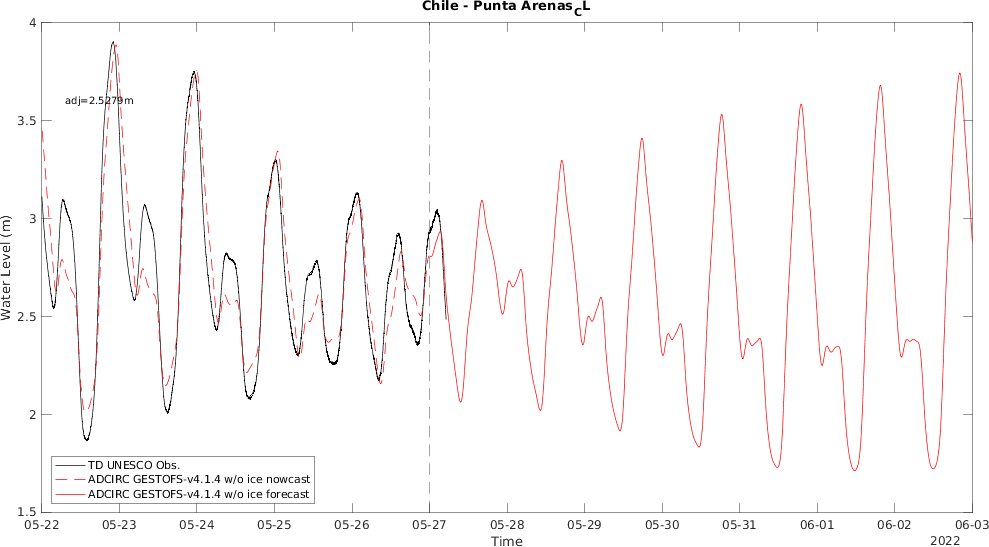 Chile - Punta Arenas_CL
4
adj=2.5279m
3.5
3
2.5
2
1.5
Water Level (m)
TD UNESCO Obs.
ADCIRC GESTOFS-v4.1.4 w/o ice nowcast
ADCIRC GESTOFS-v4.1.4 w/o ice forecast
05-22 05-23 05-24 05-25 05-26 05-27 05-28 05-29 05-30 05-31 06-01 06-02 06-03
Time
2022